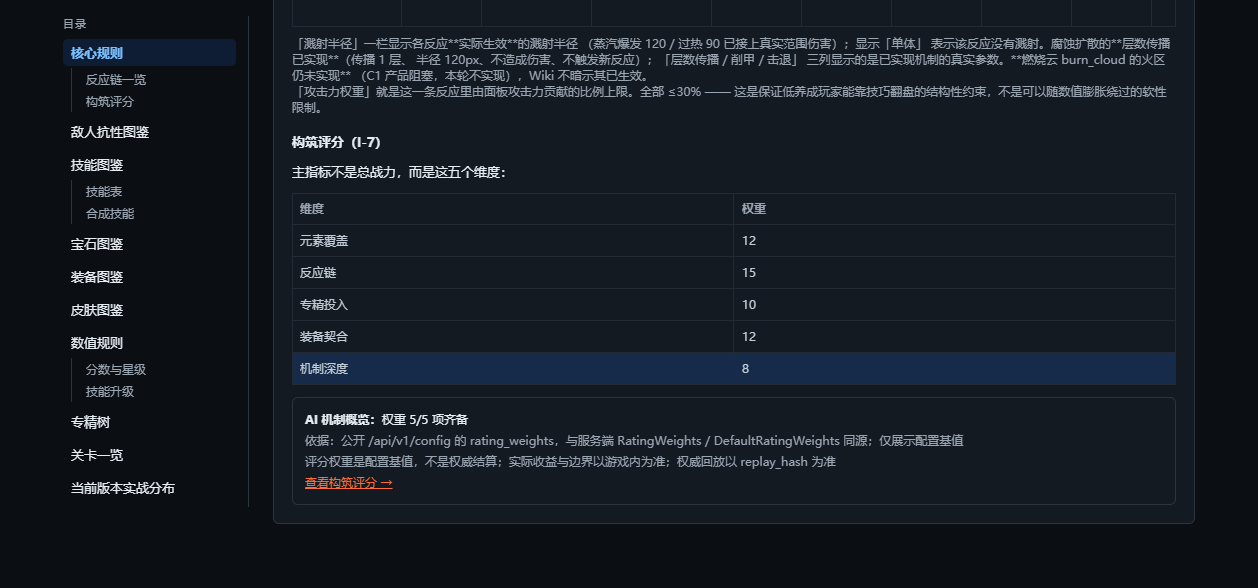 目录
核心规则
反应链一览
构筑评分
敌人抗性图鉴
技能图鉴
技能表
合成技能
宝石图鉴
装备图鉴
皮肤图鉴
数值规则
分数与星级
技能升级
专精树
关卡一览
当前版本实战分布
「溅射半径」一栏显示各反应**实际生效**的溅射半径 （蒸汽爆发 120 / 过热 90 已接上真实范围伤害）；显示「单体」 表示该反应没有溅射。腐蚀扩散的**层数传播
已实现**（传播 1 层、 半径 120px、不造成伤害、不触发新反应）；「层数传播 / 削甲 / 击退」 三列显示的是已实现机制的真实参数。**燃烧云 burn_cloud 的火区
仍未实现** （C1 产品阻塞，本轮不实现），Wiki 不暗示其已生效。
「攻击力权重」就是这一条反应里由面板攻击力贡献的比例上限。全部 ≤30% —— 这是保证低养成玩家能靠技巧翻盘的结构性约束，不是可以随数值膨胀绕过的软性
限制。
构筑评分（I-7）
主指标不是总战力，而是这五个维度：
维度 权重
元素覆盖 12
反应链 15
专精投入 10
装备契合 12
机制深度 8
AI 机制概览：权重 5/5 项齐备
依据：公开 /api/v1/config 的 rating_weights，与服务端 RatingWeights / DefaultRatingWeights 同源；仅展示配置基值
评分权重是配置基值，不是权威结算；实际收益与边界以游戏内为准；权威回放以 replay_hash 为准
查看构筑评分 →